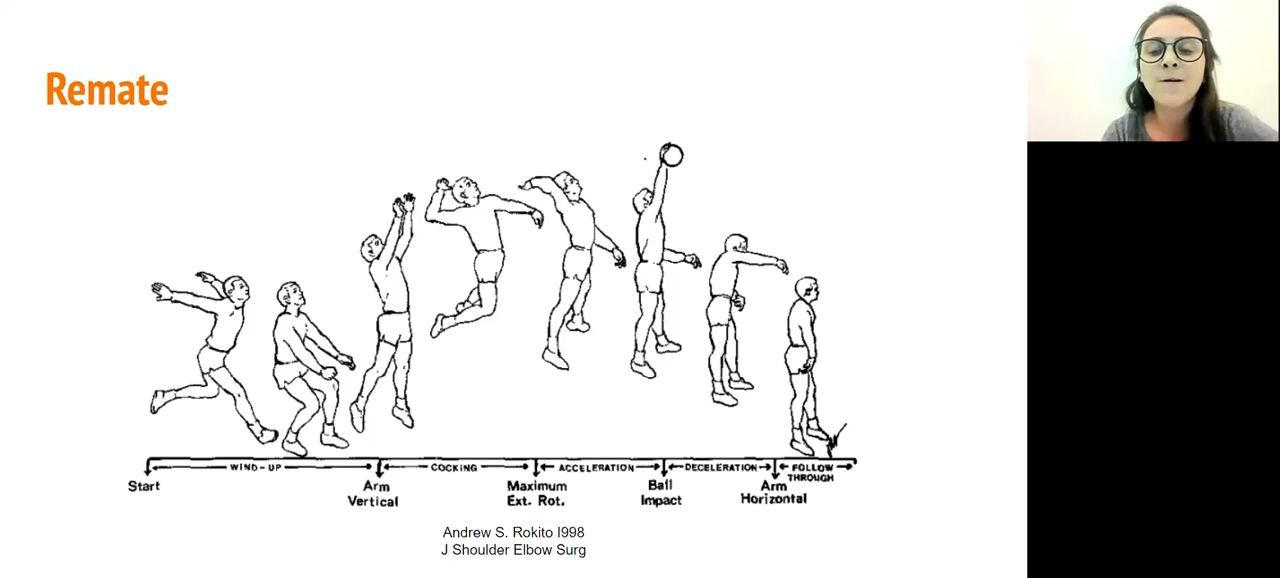 Remate
WIND-UP COCKING ACCELERATION DECELERATION FOLLOW THROUGH
Start
Arm Vertical
Maximum Ext. Rot.
Ball Impact
Arm Horizontal
Andrew S. Rokito I998
J Shoulder Elbow Surg